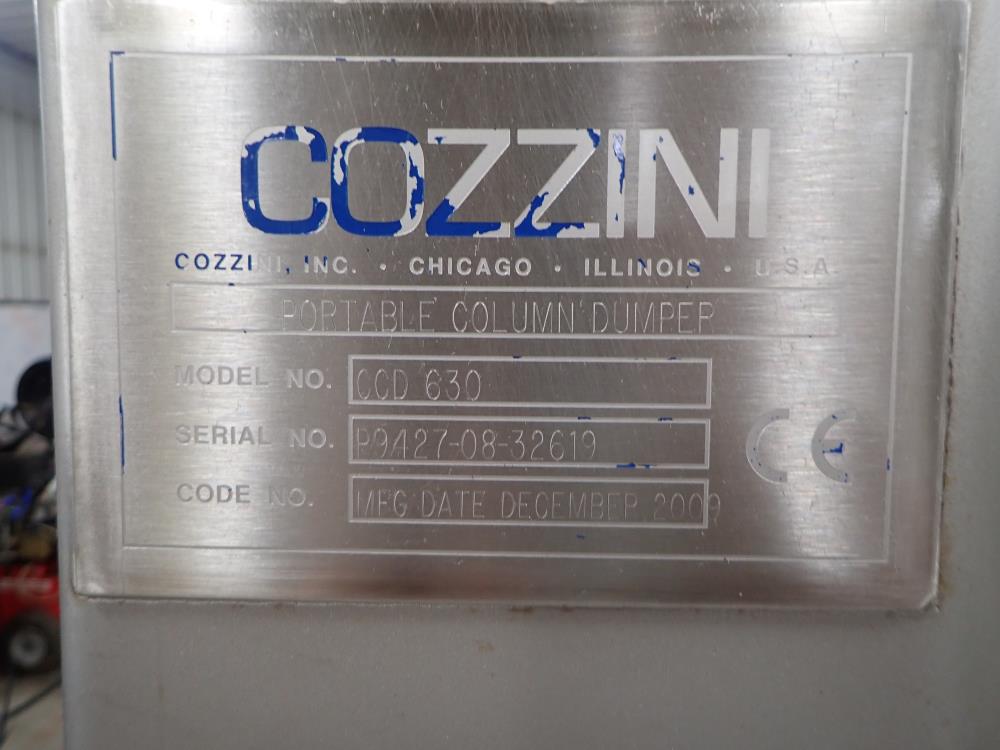 COZZINI
COZZINI, INC. · CHICAGO · ILLINOIS · U.S.A.
PORTABLE COLUMN DUMPER
MODEL NO. CCD 630
SERIAL NO. P9427-08-32619
CODE NO. MFG DATE DECEMBER 2009
CE